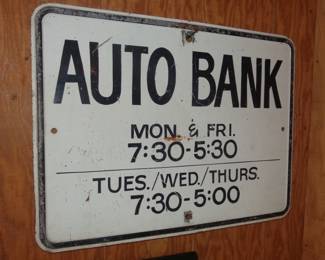 AUTO BANK
MON. & FRI.
7:30-5:30
TUES./WED./THURS.
7:30-5:00